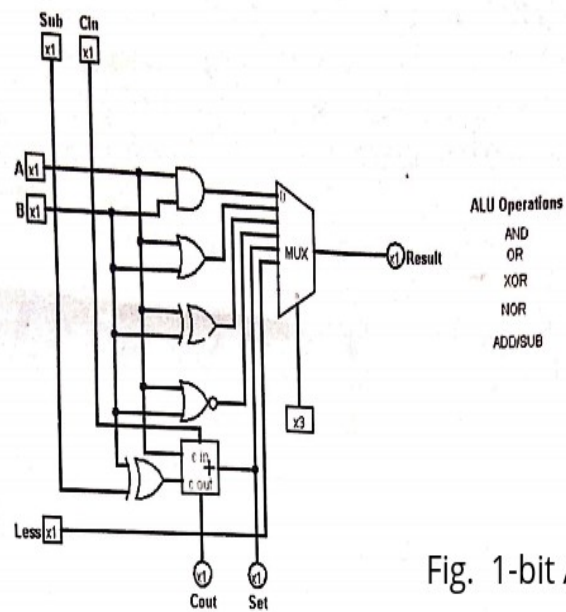 Sub Cin
x1 x1
A x1
B x1
0
MUX
x1 Result
ALU Operations
AND
OR
XOR
NOR
ADD/SUB
x3
c in
+
c out
Less x1
x1 x1
Cout Set
Fig. 1-bit A